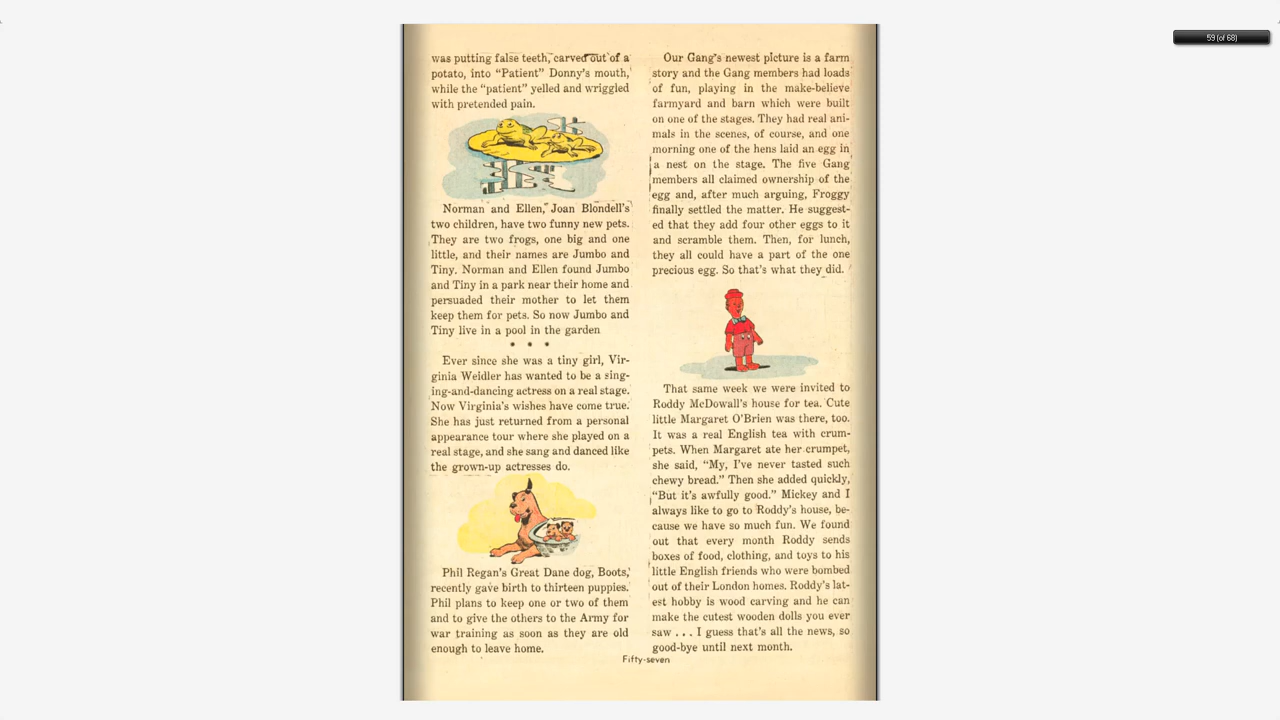 59 (of 68)
was putting false teeth, carved out of a
potato, into “Patient” Donny’s mouth,
while the “patient” yelled and wriggled
with pretended pain.
Norman and Ellen, Joan Blondell’s
two children, have two funny new pets.
They are two frogs, one big and one
little, and their names are Jumbo and
Tiny. Norman and Ellen found Jumbo
and Tiny in a park near their home and
persuaded their mother to let them
keep them for pets. So now Jumbo and
Tiny live in a pool in the garden
* * *
Ever since she was a tiny girl, Vir-
ginia Weidler has wanted to be a sing-
ing-and-dancing actress on a real stage.
Now Virginia’s wishes have come true.
She has just returned from a personal
appearance tour where she played on a
real stage, and she sang and danced like
the grown-up actresses do.
Phil Regan’s Great Dane dog, Boots,
recently gave birth to thirteen puppies.
Phil plans to keep one or two of them
and to give the others to the Army for
war training as soon as they are old
enough to leave home.
Our Gang’s newest picture is a farm
story and the Gang members had loads
of fun, playing in the make-believe
farmyard and barn which were built
on one of the stages. They had real ani-
mals in the scenes, of course, and one
morning one of the hens laid an egg in
a nest on the stage. The five Gang
members all claimed ownership of the
egg and, after much arguing, Froggy
finally settled the matter. He suggest-
ed that they add four other eggs to it
and scramble them. Then, for lunch,
they all could have a part of the one
precious egg. So that’s what they did.
That same week we were invited to
Roddy McDowall’s house for tea. Cute
little Margaret O’Brien was there, too.
It was a real English tea with crum-
pets. When Margaret ate her crumpet,
she said, “My, I’ve never tasted such
chewy bread.” Then she added quickly,
“But it’s awfully good.” Mickey and I
always like to go to Roddy’s house, be-
cause we have so much fun. We found
out that every month Roddy sends
boxes of food, clothing, and toys to his
little English friends who were bombed
out of their London homes. Roddy’s lat-
est hobby is wood carving and he can
make the cutest wooden dolls you ever
saw . . . I guess that’s all the news, so
good-bye until next month.
Fifty-seven